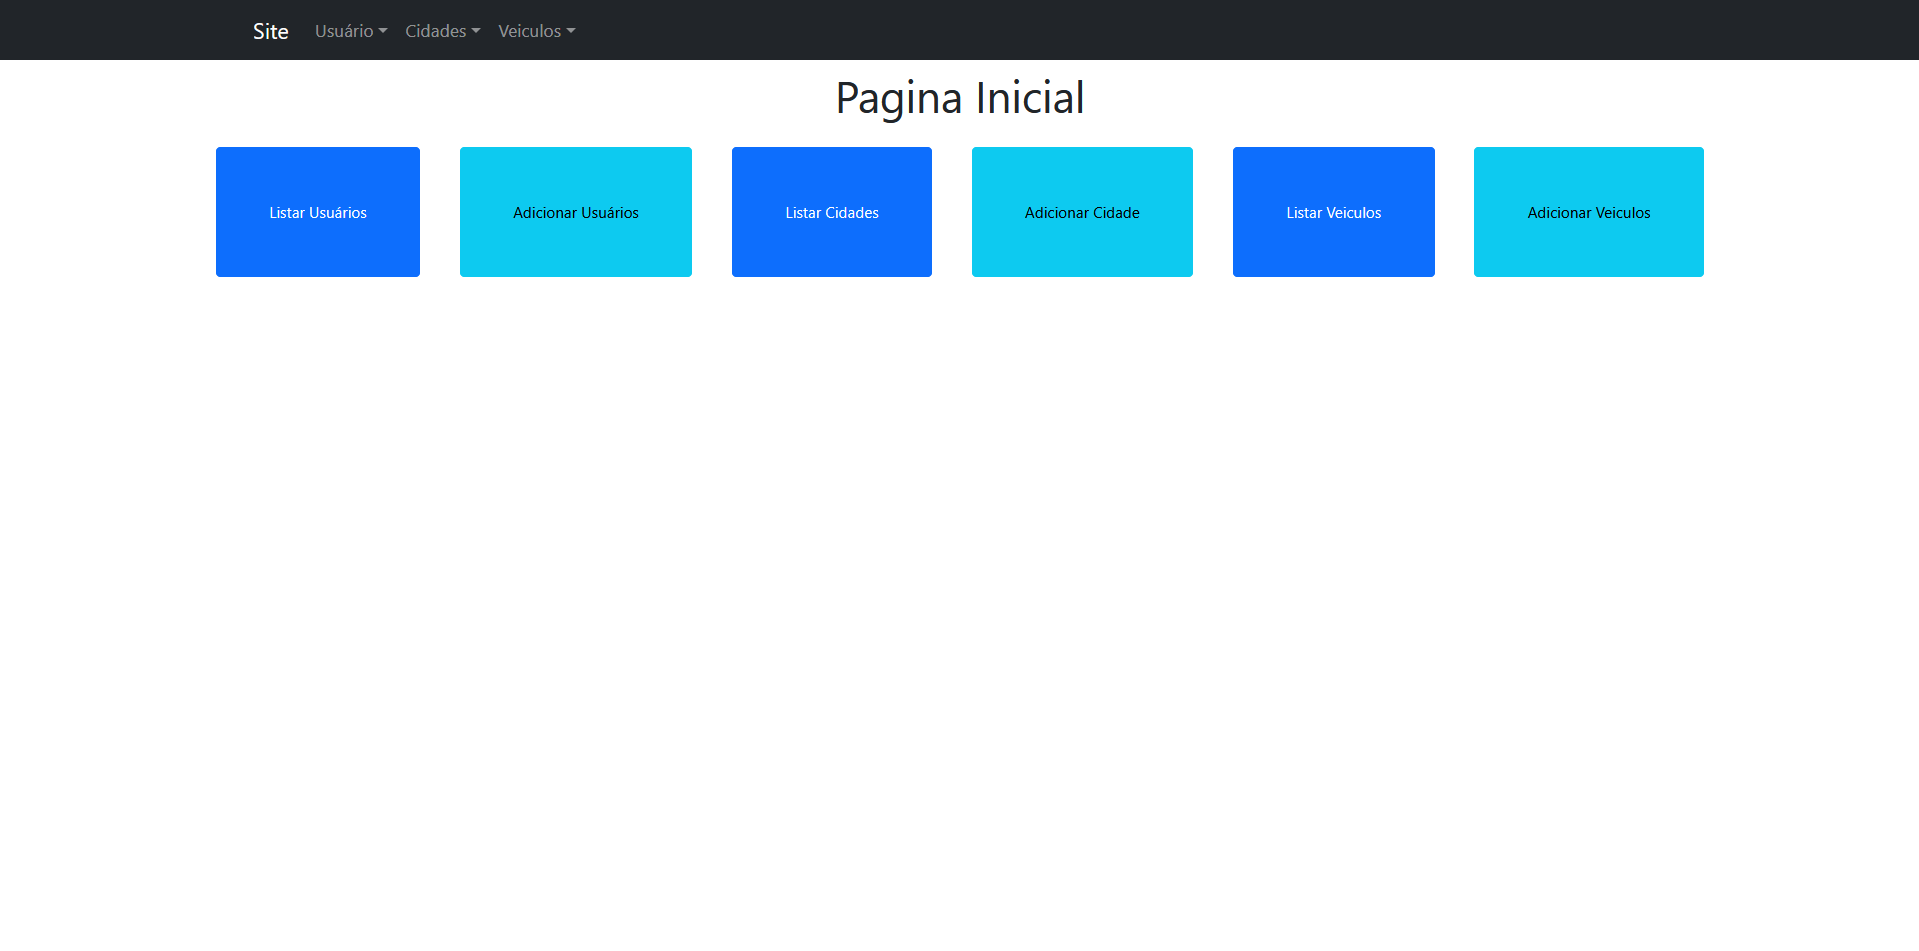 Site Usuário Cidades Veiculos
Pagina Inicial
Listar Usuários Adicionar Usuários Listar Cidades Adicionar Cidade Listar Veiculos Adicionar Veiculos